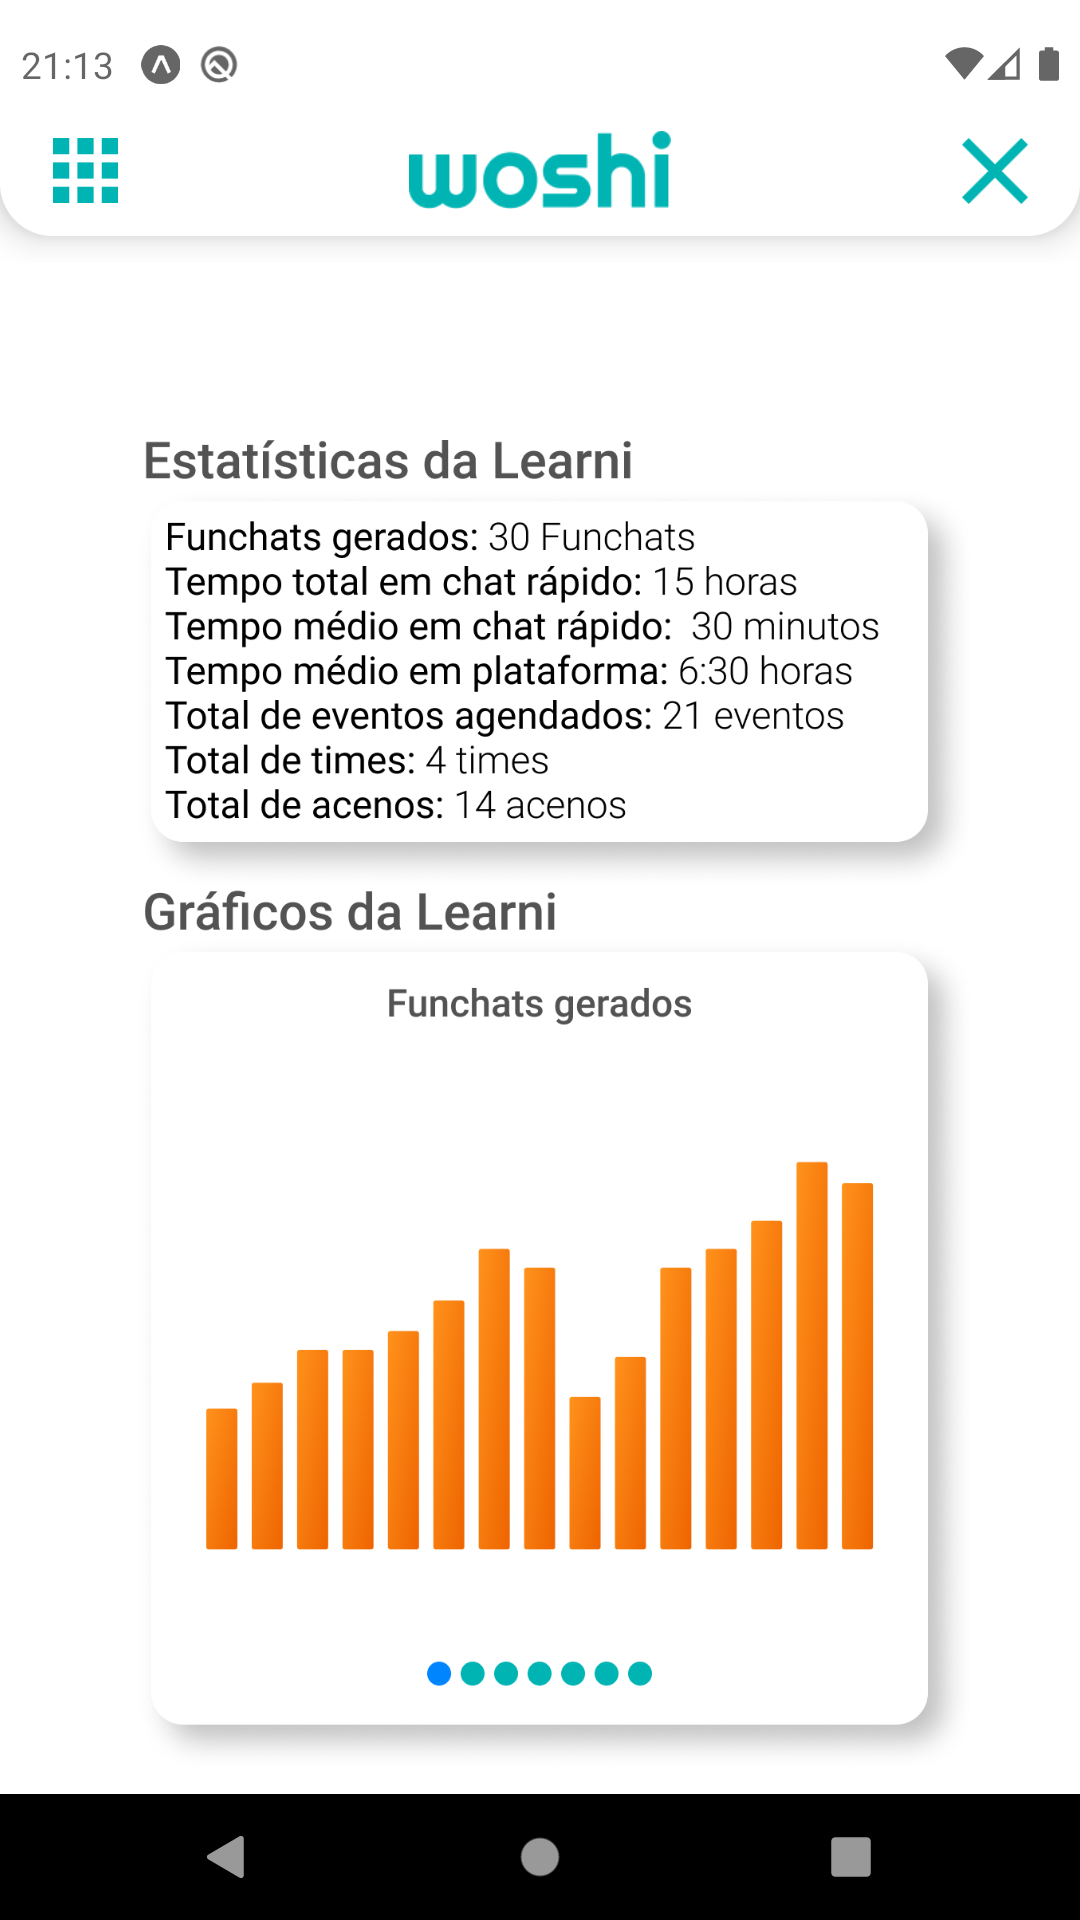 21:13
woshi
Estatísticas da Learni
Funchats gerados: 30 Funchats
Tempo total em chat rápido: 15 horas
Tempo médio em chat rápido:  30 minutos
Tempo médio em plataforma: 6:30 horas
Total de eventos agendados: 21 eventos
Total de times: 4 times
Total de acenos: 14 acenos
Gráficos da Learni
Funchats gerados